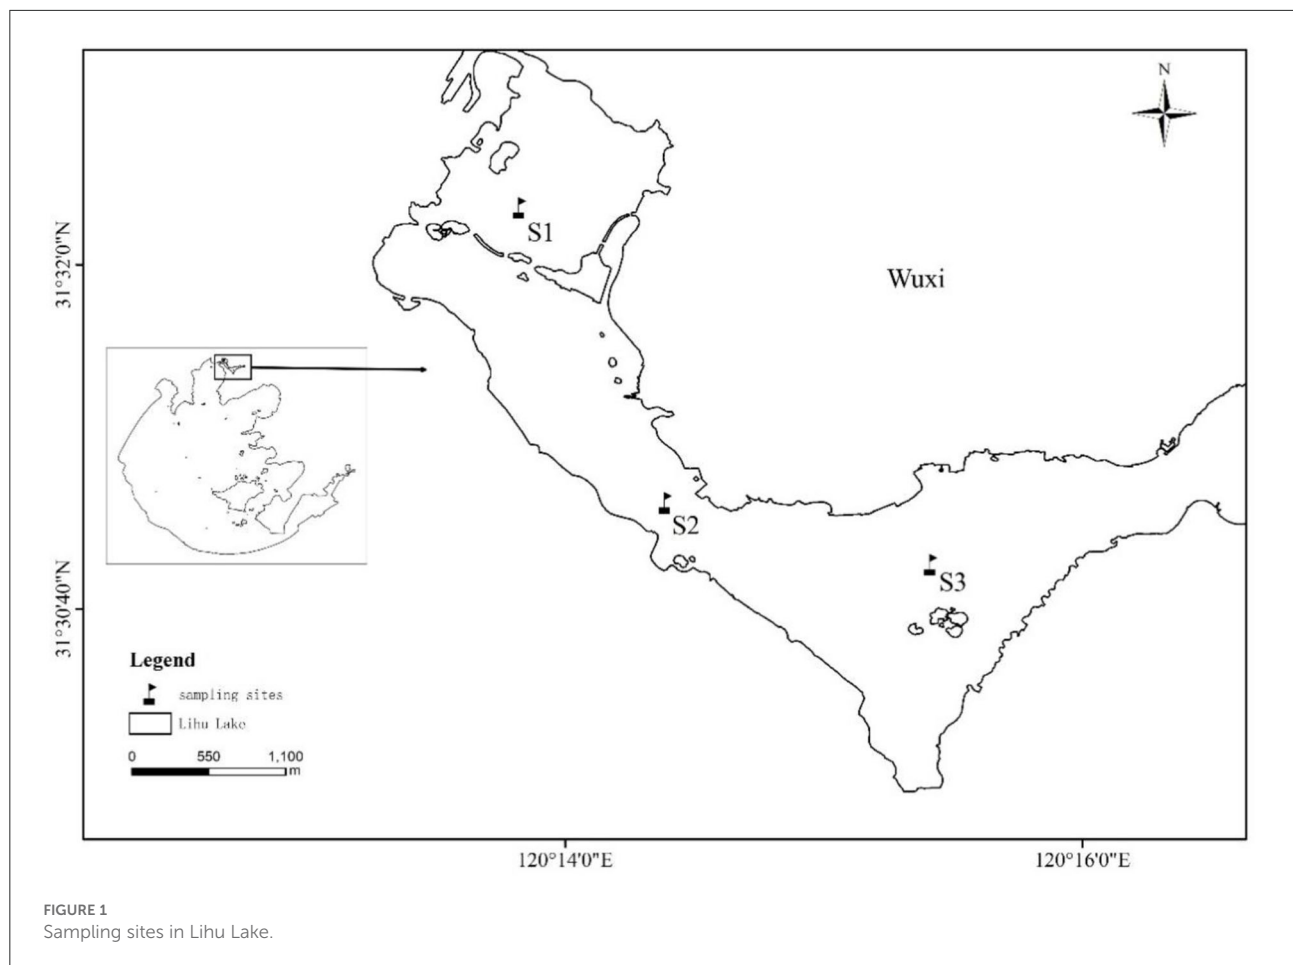 N
S1
31°32'0"N
Wuxi
S2
S3
31°30'40"N
Legend
sampling sites
Lihu Lake
0 550 1,100
m
120°14'0"E 120°16'0"E
FIGURE 1
Sampling sites in Lihu Lake.